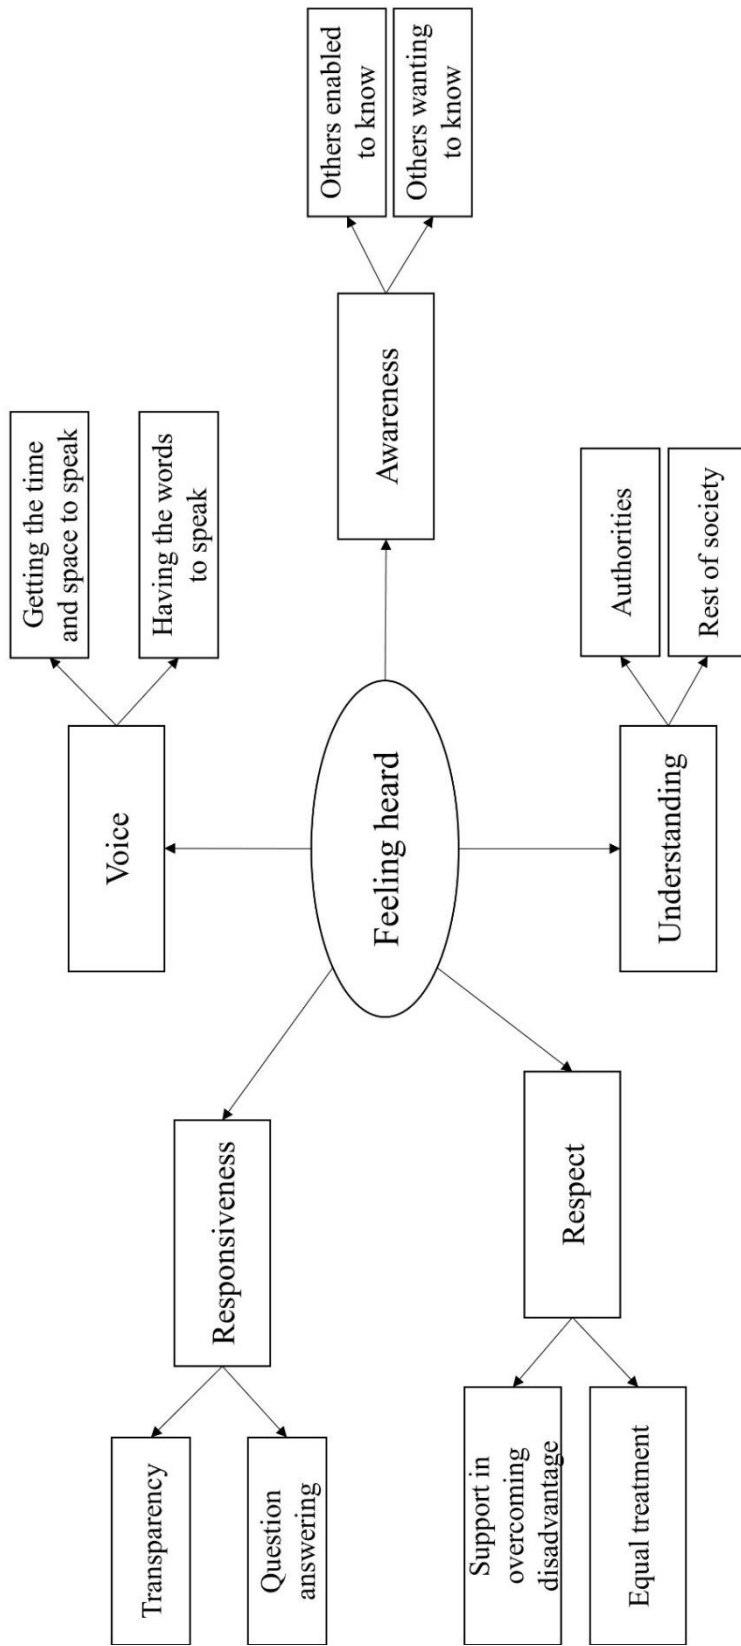 Getting the time
and space to speak
Having the words
to speak
Voice
Others enabled
to know
Others wanting
to know
Awareness
Feeling heard
Authorities
Rest of society
Understanding
Responsiveness
Transparency
Question
answering
Respect
Support in
overcoming
disadvantage
Equal treatment